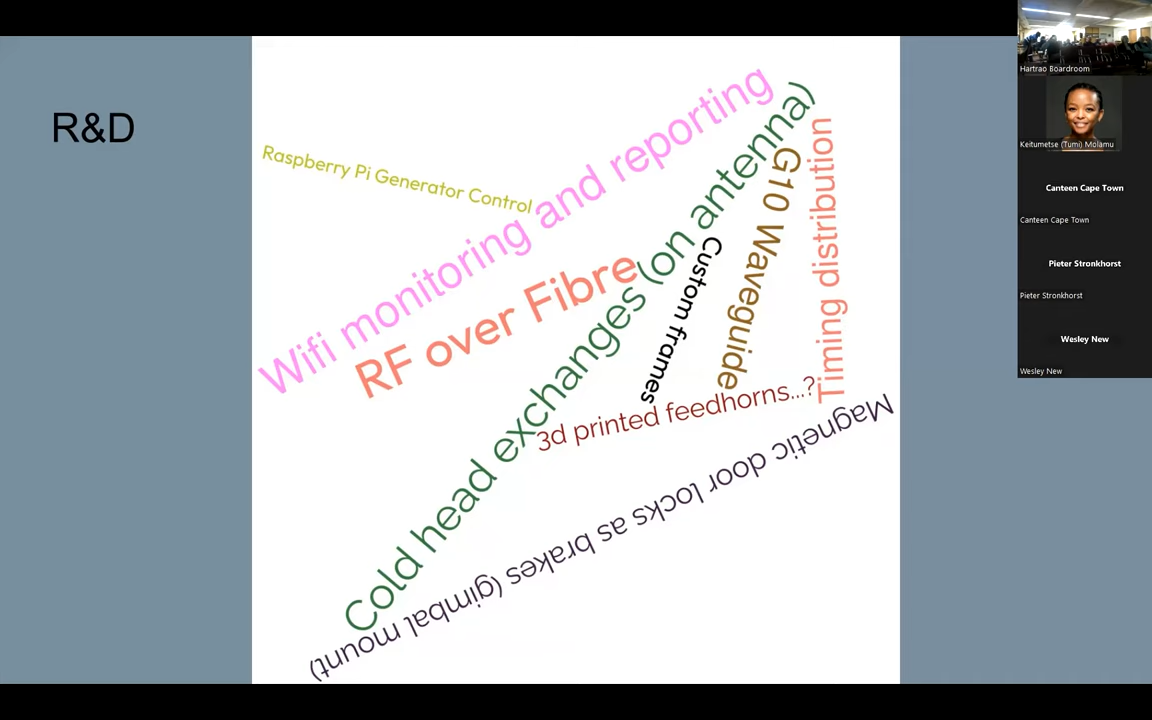 R&D
Raspberry Pi Generator Control
Wifi monitoring and reporting
RF over Fibre
Cold head exchanges (on antenna)
Custom frames
G10 Waveguide
Timing distribution
3d printed feedhorns...?
Magnetic door locks as brakes (gimbal mount)
Hartrao Boardroom
Keitumetse (Tumi) Molamu
Canteen Cape Town
Canteen Cape Town
Pieter Stronkhorst
Pieter Stronkhorst
Wesley New
Wesley New